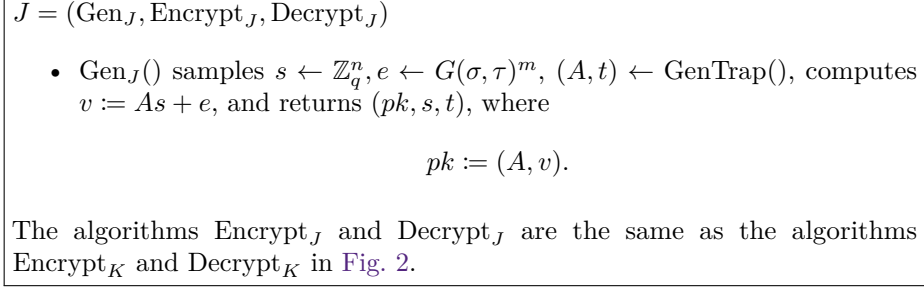 J = (Gen_J, Encrypt_J, Decrypt_J)
• Gen_J() samples s ← ℤ_q^n, e ← G(σ, τ)^m, (A, t) ← GenTrap(), computes
v ≔ As + e, and returns (pk, s, t), where
pk ≔ (A, v).
The algorithms Encrypt_J and Decrypt_J are the same as the algorithms
Encrypt_K and Decrypt_K in Fig. 2.